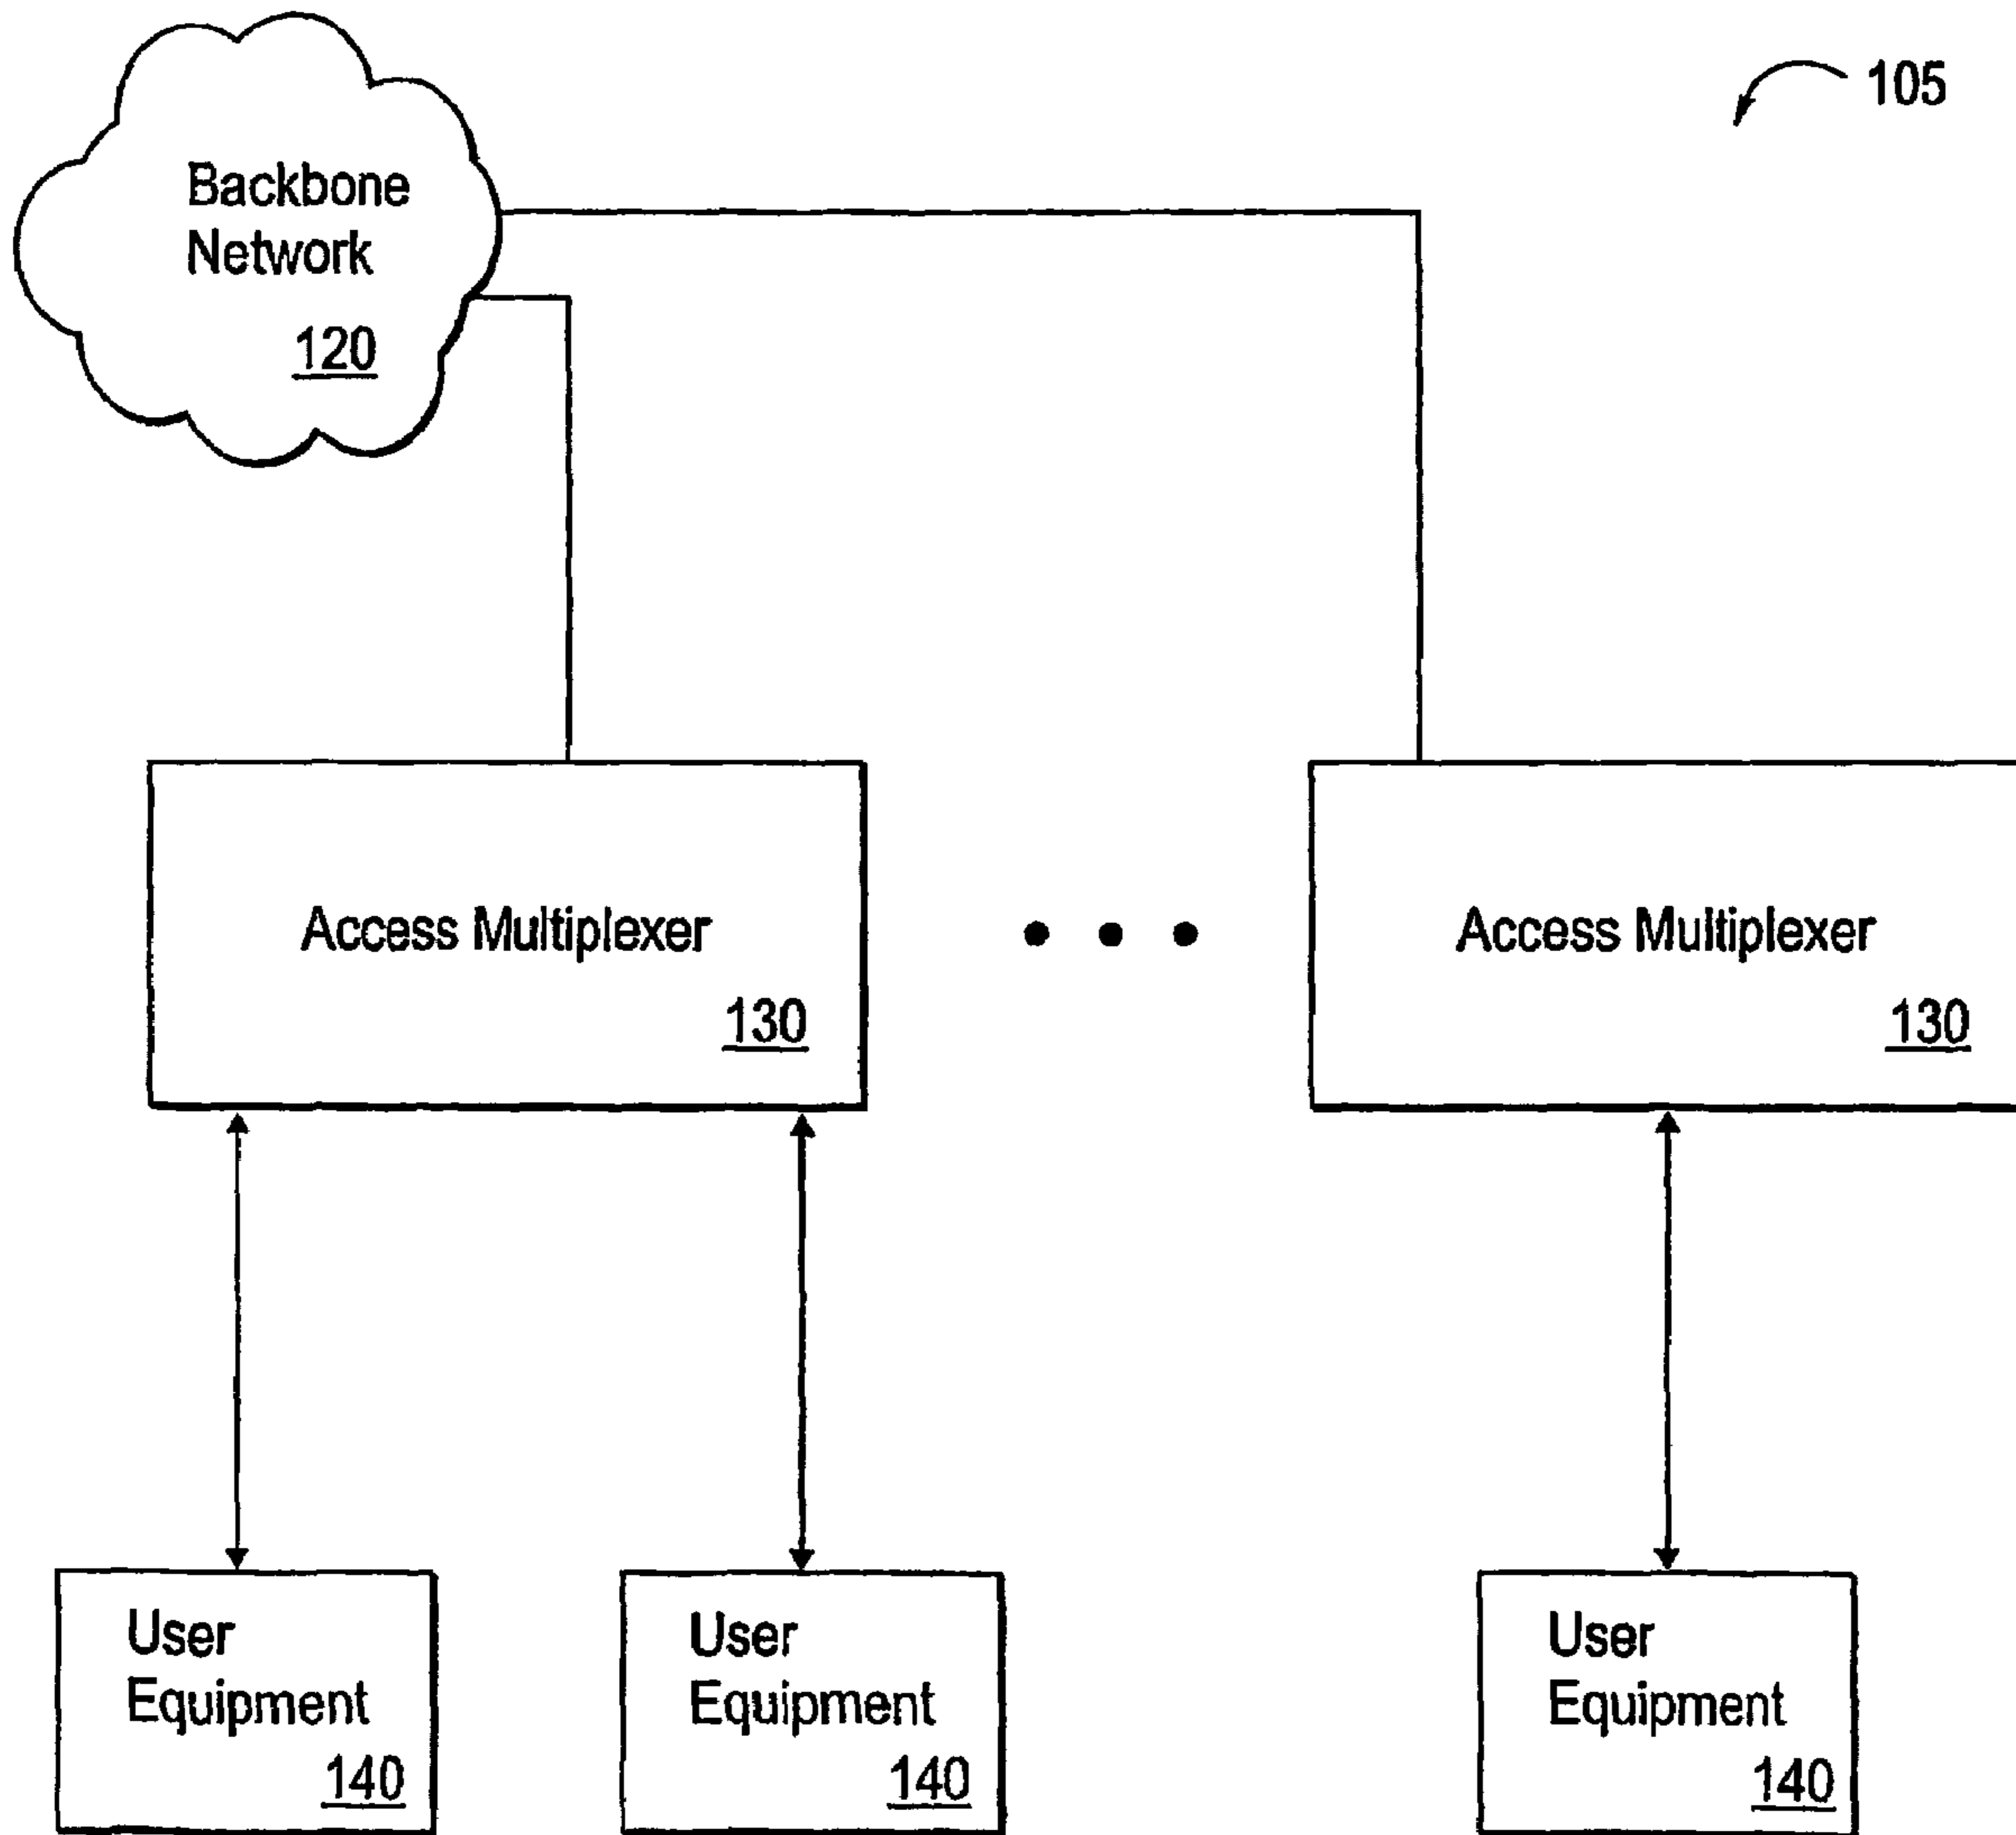 105
Backbone
Network
120
Access Multiplexer
130
Access Multiplexer
130
User
Equipment
140
User
Equipment
140
User
Equipment
140